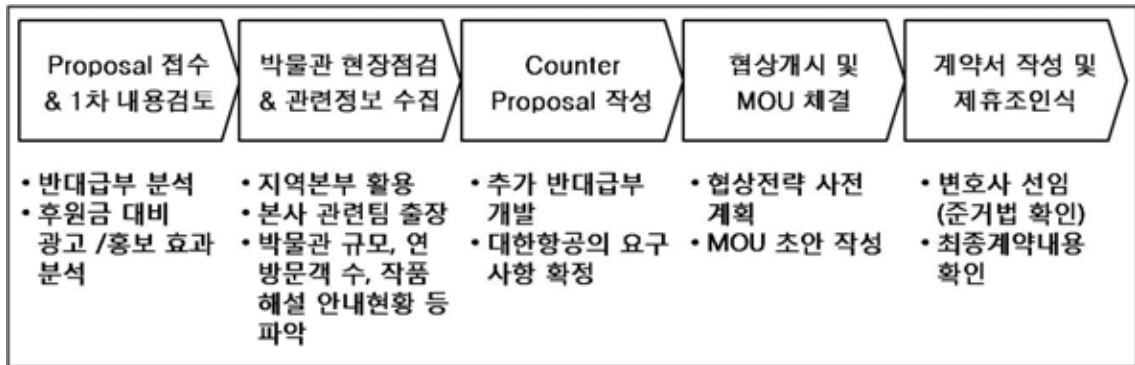 Proposal 접수
& 1차 내용검토
박물관 현장점검
& 관련정보 수집
Counter
Proposal 작성
협상개시 및
MOU 체결
계약서 작성 및
제휴조인식
• 반대급부 분석
• 후원금 대비
광고 /홍보 효과
분석
• 지역본부 활용
• 본사 관련팀 출장
• 박물관 규모, 연
방문객 수, 작품
해설 안내현황 등
파악
• 추가 반대급부
개발
• 대한항공의 요구
사항 확정
• 협상전략 사전
계획
• MOU 초안 작성
• 변호사 선임
(준거법 확인)
• 최종계약내용
확인